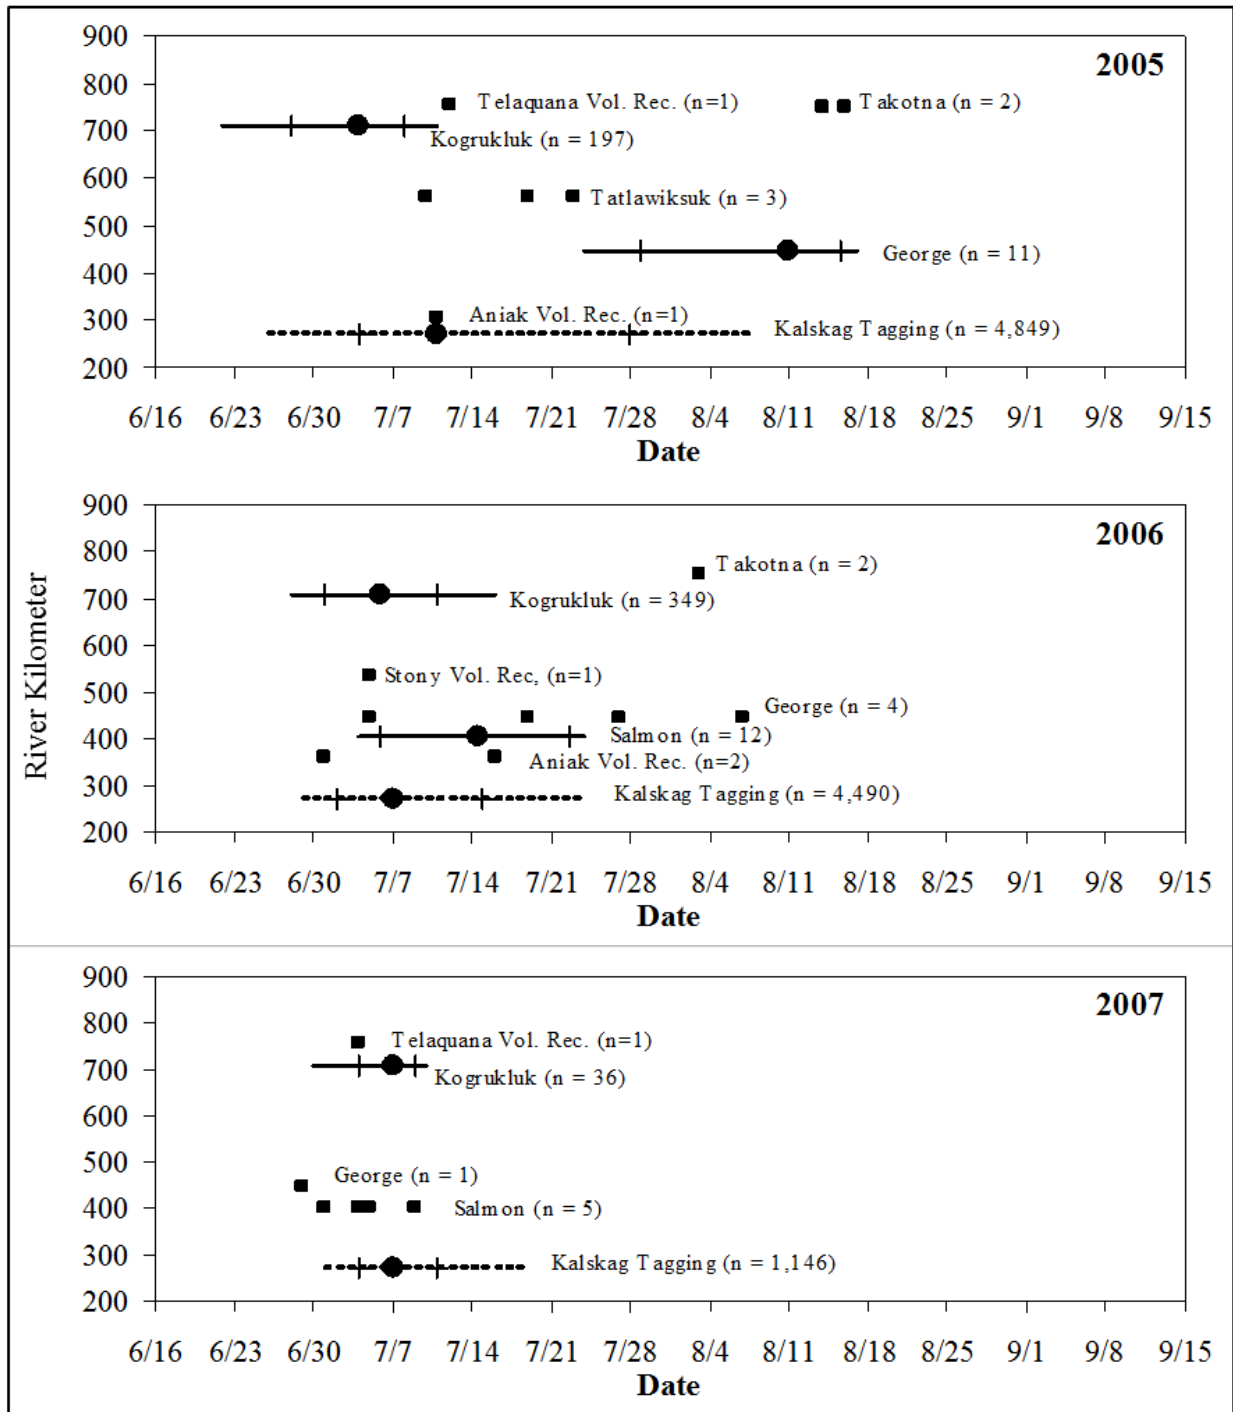 900
2005
800
Telaquana Vol. Rec. (n=1)
Takotna (n = 2)
700
Kogrukluk (n = 197)
600
Tatlawiksuk (n = 3)
500
George (n = 11)
400
300
Aniak Vol. Rec. (n=1)
Kalskag Tagging (n = 4,849)
200
6/16 6/23 6/30 7/7 7/14 7/21 7/28 8/4 8/11 8/18 8/25 9/1 9/8 9/15
Date
River Kilometer
900
2006
800
Takotna (n = 2)
700
Kogrukluk (n = 349)
600
Stony Vol. Rec, (n=1)
500
George (n = 4)
Salmon (n = 12)
400
Aniak Vol. Rec. (n=2)
300
Kalskag Tagging (n = 4,490)
200
6/16 6/23 6/30 7/7 7/14 7/21 7/28 8/4 8/11 8/18 8/25 9/1 9/8 9/15
Date
900
2007
800
Telaquana Vol. Rec. (n=1)
700
Kogrukluk (n = 36)
600
500
George (n = 1)
400
Salmon (n = 5)
300
Kalskag Tagging (n = 1,146)
200
6/16 6/23 6/30 7/7 7/14 7/21 7/28 8/4 8/11 8/18 8/25 9/1 9/8 9/15
Date